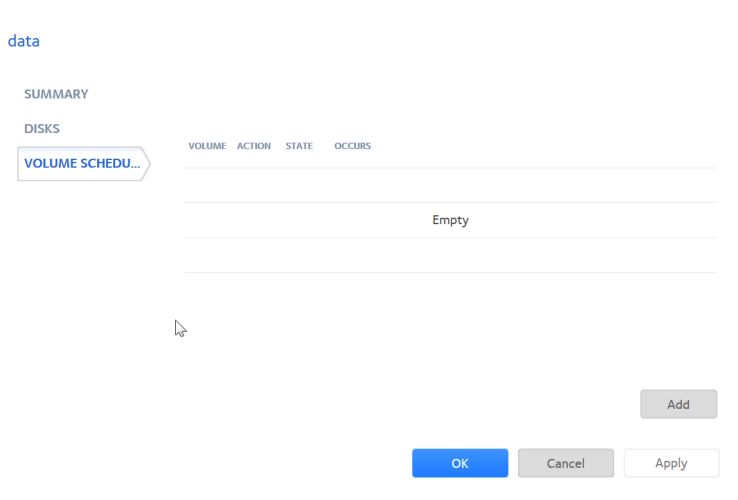 data
SUMMARY
DISKS
VOLUME SCHEDU...
VOLUME ACTION STATE OCCURS
Empty
Add
OK Cancel Apply